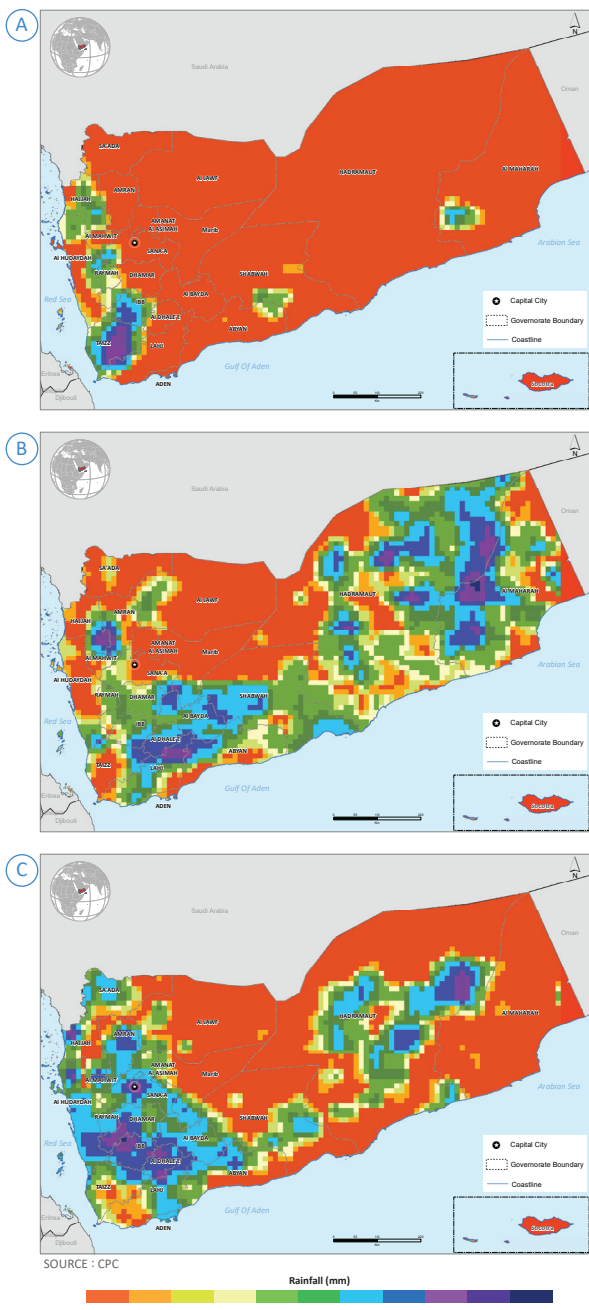 A
N
Saudi Arabia
Oman
SA'ADA
HADRAMAUT
Al JAWF
Al MAHARAH
AMRAN
HAJJAH
AMANAT
Al ASIMAH
Marib
Al MAHWIT
SANA'A
Arabian Sea
Al HUDAYDAH
RAYMAH
DHAMAR
SHABWAH
Red Sea
Al BAYDA
IBB
Al DHALE'E
ABYAN
TAIZZ
LAHJ
ADEN
Gulf Of Aden
Eritrea
Djibouti
Capital City
Governorate Boundary
Coastline
Socotra
B
N
Saudi Arabia
Oman
SA'ADA
HADRAMAUT
Al JAWF
Al MAHARAH
AMRAN
HAJJAH
AMANAT
Al ASIMAH
Marib
Al MAHWIT
SANA'A
Arabian Sea
Al HUDAYDAH
RAYMAH
DHAMAR
SHABWAH
Red Sea
Al BAYDA
IBB
Al DHALE'E
ABYAN
TAIZZ
LAHJ
ADEN
Gulf Of Aden
Eritrea
Djibouti
Capital City
Governorate Boundary
Coastline
Socotra
C
N
Saudi Arabia
Oman
SA'ADA
HADRAMAUT
Al JAWF
Al MAHARAH
AMRAN
HAJJAH
AMANAT
Al ASIMAH
Marib
Al MAHWIT
SANA'A
Arabian Sea
Al HUDAYDAH
RAYMAH
DHAMAR
SHABWAH
Red Sea
Al BAYDA
IBB
Al DHALE'E
ABYAN
TAIZZ
LAHJ
ADEN
Gulf Of Aden
Eritrea
Djibouti
Capital City
Governorate Boundary
Coastline
Socotra
SOURCE : CPC
Rainfall (mm)